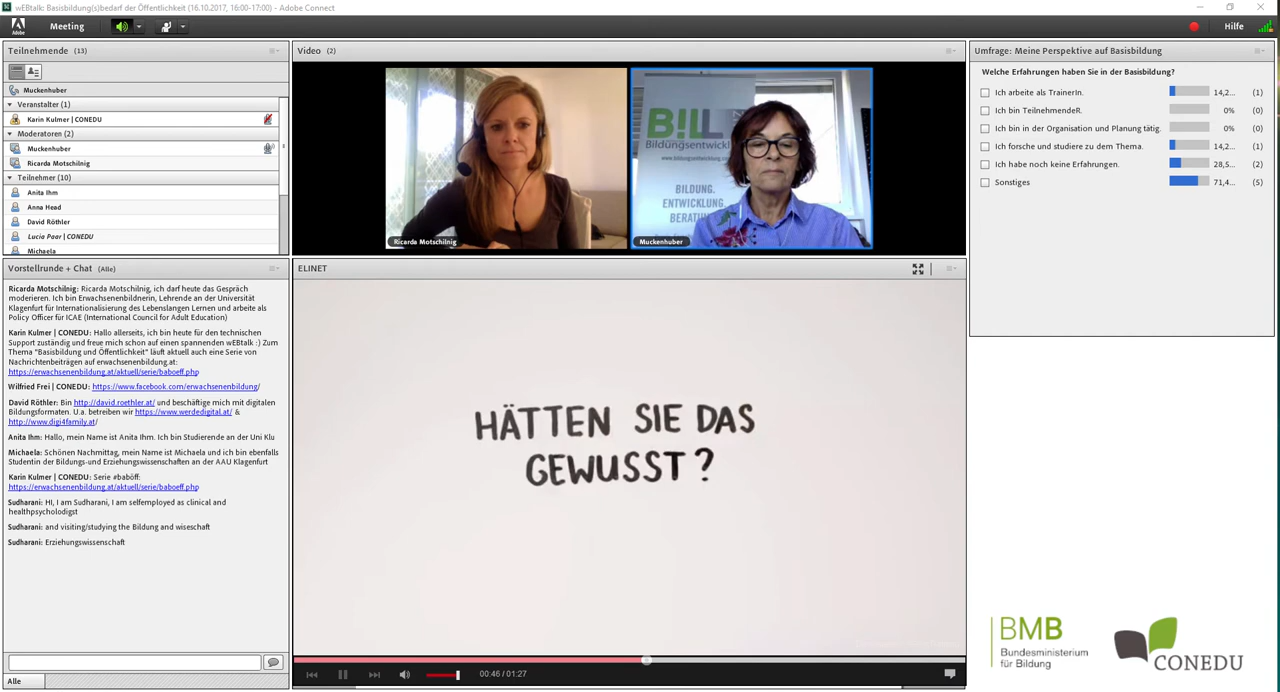 wEBtalk: Basisbildung(s)bedarf der Öffentlichkeit (16.10.2017, 16:00-17:00) - Adobe Connect
Adobe
Meeting
Hilfe
Teilnehmende (13)
Muckenhuber
Veranstalter (1)
Karin Kulmer | CONEDU
Moderatoren (2)
Muckenhuber
Ricarda Motschilnig
Teilnehmer (10)
Anita Ihm
Anna Head
David Röthler
Lucia Paar | CONEDU
Michaela
Video (2)
Ricarda Motschilnig
B!LL
Bildungsentwickl
BILDUNG.
ENTWICKLUNG.
BERATU
Muckenhuber
Umfrage: Meine Perspektive auf Basisbildung
Welche Erfahrungen haben Sie in der Basisbildung?
Ich arbeite als TrainerIn. 14,2... (1)
Ich bin TeilnehmendeR. 0% (0)
Ich bin in der Organisation und Planung tätig. 0% (0)
Ich forsche und studiere zu dem Thema. 14,2... (1)
Ich habe noch keine Erfahrungen. 28,5... (2)
Sonstiges 71,4... (5)
Vorstellrunde + Chat (Alle)
Ricarda Motschilnig: Ricarda Motschilnig, ich darf heute das Gespräch
moderieren. Ich bin Erwachsenenbildnerin, Lehrende an der Universität
Klagenfurt für Internationalisierung des Lebenslangen Lernen und arbeite als
Policy Officer für ICAE (International Council for Adult Education)
Karin Kulmer | CONEDU: Hallo allerseits, ich bin heute für den technischen
Support zuständig und freue mich schon auf einen spannenden wEBtalk :) Zum
Thema "Basisbildung und Öffentlichkeit" läuft aktuell auch eine Serie von
Nachrichtenbeiträgen auf erwachsenenbildung.at:
https://erwachsenenbildung.at/aktuell/serie/baboeff.php
Wilfried Frei | CONEDU: https://www.facebook.com/erwachsenenbildung/
David Röthler: Bin http://david.roethler.at/ und beschäftige mich mit digitalen
Bildungsformaten. U.a. betreiben wir https://www.werdedigital.at/ &
http://www.digi4family.at/
Anita Ihm: Hallo, mein Name ist Anita Ihm. Ich bin Studierende an der Uni Klu
Michaela: Schönen Nachmittag, mein Name ist Michaela und ich bin ebenfalls
Studentin der Bildungs-und Erziehungswissenschaften an der AAU Klagenfurt
Karin Kulmer | CONEDU: Serie #baböff:
https://erwachsenenbildung.at/aktuell/serie/baboeff.php
Sudharani: HI, I am Sudharani, I am selfemployed as clinical and
healthpsycholodigst
Sudharani: and visiting/studying the Bildung and wiseschaft
Sudharani: Erziehungswissenschaft
Alle
ELINET
HÄTTEN SIE DAS
GEWUSST?
00:46 / 01:27
BMB
Bundesministerium
für Bildung
CONEDU